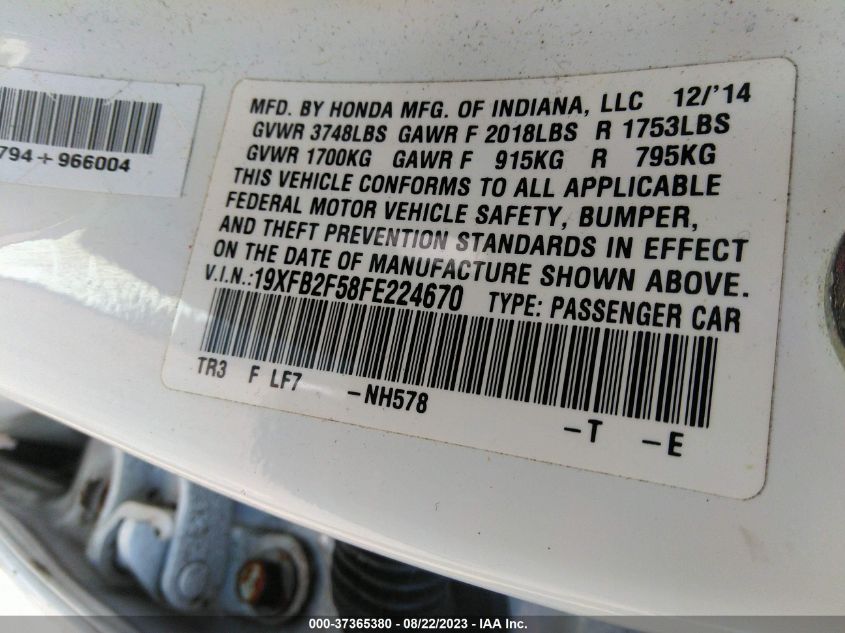 794+966004
MFD. BY HONDA MFG. OF INDIANA, LLC 12/'14
GVWR 3748LBS GAWR F 2018LBS R 1753LBS
GVWR 1700KG GAWR F 915KG R 795KG
THIS VEHICLE CONFORMS TO ALL APPLICABLE
FEDERAL MOTOR VEHICLE SAFETY, BUMPER,
AND THEFT PREVENTION STANDARDS IN EFFECT
ON THE DATE OF MANUFACTURE SHOWN ABOVE.
V.I.N.:19XFB2F58FE224670 TYPE: PASSENGER CAR
TR3 F LF7 -NH578 -T -E
000-37365380 - 08/22/2023 - IAA Inc.